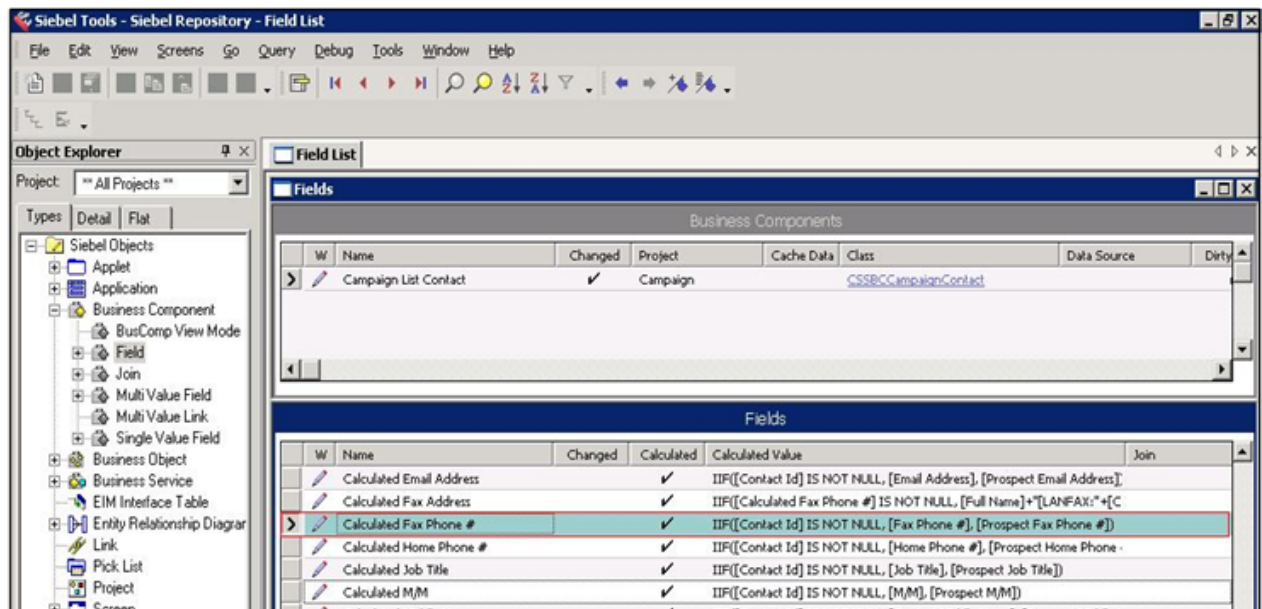 Siebel Tools - Siebel Repository - Field List
File Edit View Screens Go Query Debug Tools Window Help
Object Explorer
Field List
Project: ** All Projects **
Fields
Types Detail Flat
Business Components
Siebel Objects
W Name Changed Project Cache Data Class Data Source Dirty
Applet
Campaign List Contact ✓ Campaign CSSBCCampaignContact
Application
Business Component
BusComp View Mode
Field
Join
Multi Value Field
Multi Value Link
Fields
Single Value Field
W Name Changed Calculated Calculated Value Join
Business Object
Calculated Email Address ✓ IIF([Contact Id] IS NOT NULL, [Email Address], [Prospect Email Address]
Business Service
Calculated Fax Address ✓ IIF([Calculated Fax Phone #] IS NOT NULL, [Full Name]+"[LANFAX:"+[C
EIM Interface Table
Entity Relationship Diagrar
Calculated Fax Phone # ✓ IIF([Contact Id] IS NOT NULL, [Fax Phone #], [Prospect Fax Phone #])
Link
Calculated Home Phone # ✓ IIF([Contact Id] IS NOT NULL, [Home Phone #], [Prospect Home Phone
Pick List
Calculated Job Title ✓ IIF([Contact Id] IS NOT NULL, [Job Title], [Prospect Job Title])
Project
Calculated M/M ✓ IIF([Contact Id] IS NOT NULL, [M/M], [Prospect M/M])
Screen